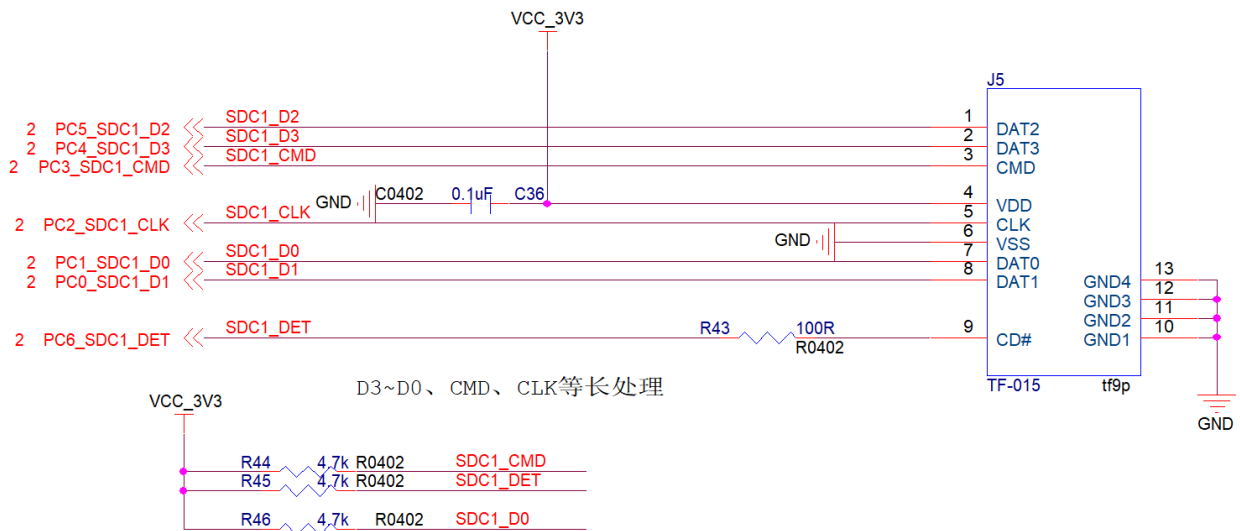 VCC_3V3
J5
SDC1_D2
1
2 PC5_SDC1_D2
DAT2
SDC1_D3
2
2 PC4_SDC1_D3
DAT3
SDC1_CMD
3
2 PC3_SDC1_CMD
CMD
GND C0402 0.1uF C36
4
VDD
SDC1_CLK
5
2 PC2_SDC1_CLK
CLK
GND
6
VSS
SDC1_D0
7
2 PC1_SDC1_D0
DAT0
SDC1_D1
8
2 PC0_SDC1_D1
DAT1
GND4 13
GND3 12
GND2 11
GND1 10
SDC1_DET
R43 100R
R0402
9
2 PC6_SDC1_DET
CD#
D3~D0、CMD、CLK等长处理
TF-015 tf9p
GND
VCC_3V3
R44 4.7k R0402 SDC1_CMD
R45 4.7k R0402 SDC1_DET
R46 4.7k R0402 SDC1_D0